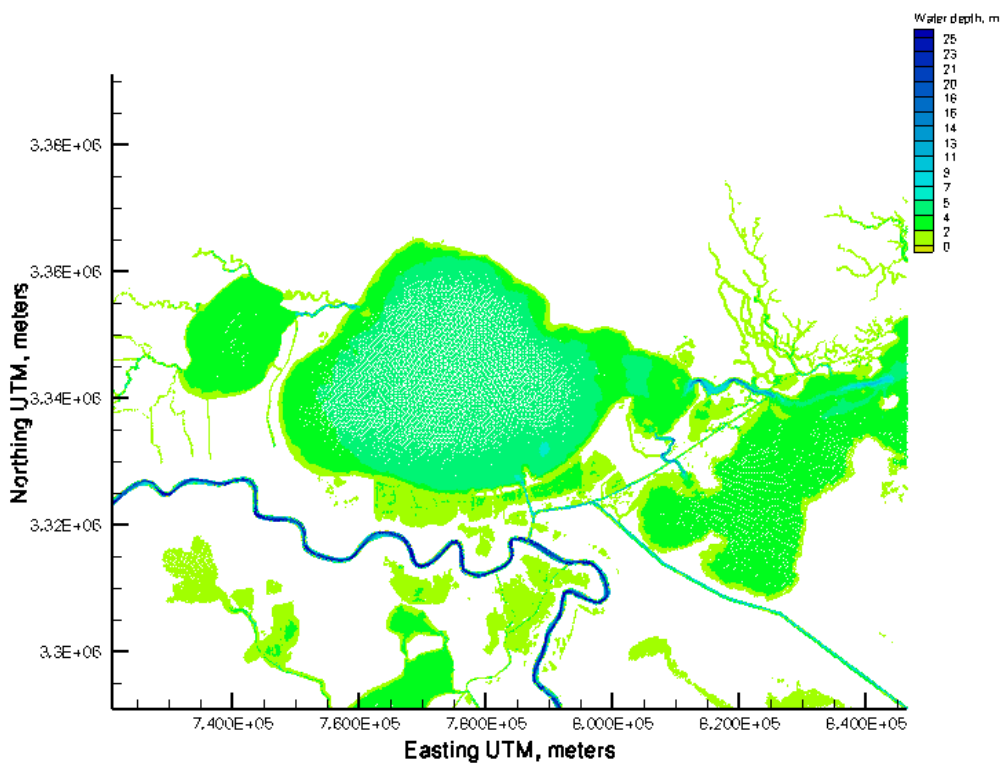 Water depth, m
25
23
21
20
18
16
14
13
11
9
7
5
4
2
0
3.38E+06
3.36E+06
3.34E+06
3.32E+06
3.3E+06
Northing UTM, meters
7.400E+05
7.600E+05
7.800E+05
8.000E+05
8.200E+05
8.400E+05
Easting UTM, meters